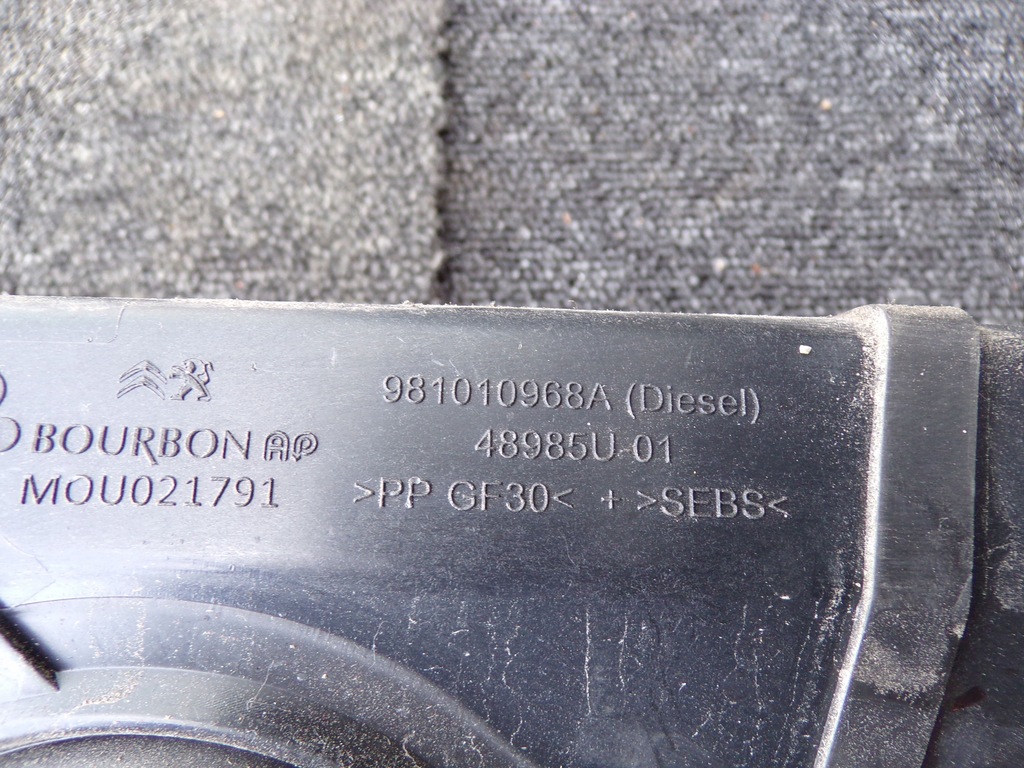 981010968A (Diesel)
BOURBON AP
48985U-01
MOU021791
>PP GF30< + >SEBS<